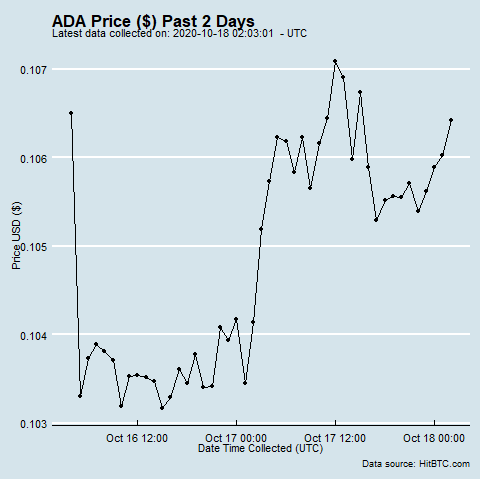 ADA Price ($) Past 2 Days
Latest data collected on: 2020-10-18 02:03:01  - UTC
0.107
0.106
0.105
0.104
0.103
Price USD ($)
Oct 16 12:00
Oct 17 00:00
Oct 17 12:00
Oct 18 00:00
Date Time Collected (UTC)
Data source: HitBTC.com